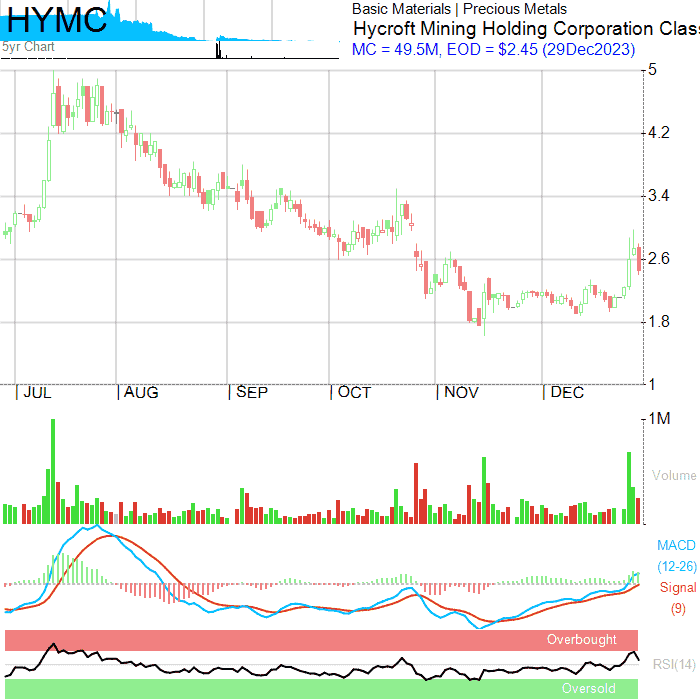 HYMC
5yr Chart
Basic Materials | Precious Metals
Hycroft Mining Holding Corporation Clas
MC = 49.5M, EOD = $2.45 (29Dec2023)
5
4.2
3.4
2.6
1.8
1
| JUL | AUG | SEP | OCT | NOV | DEC
1M
Volume
MACD
(12-26)
Signal
(9)
Overbought
RSI(14)
Oversold